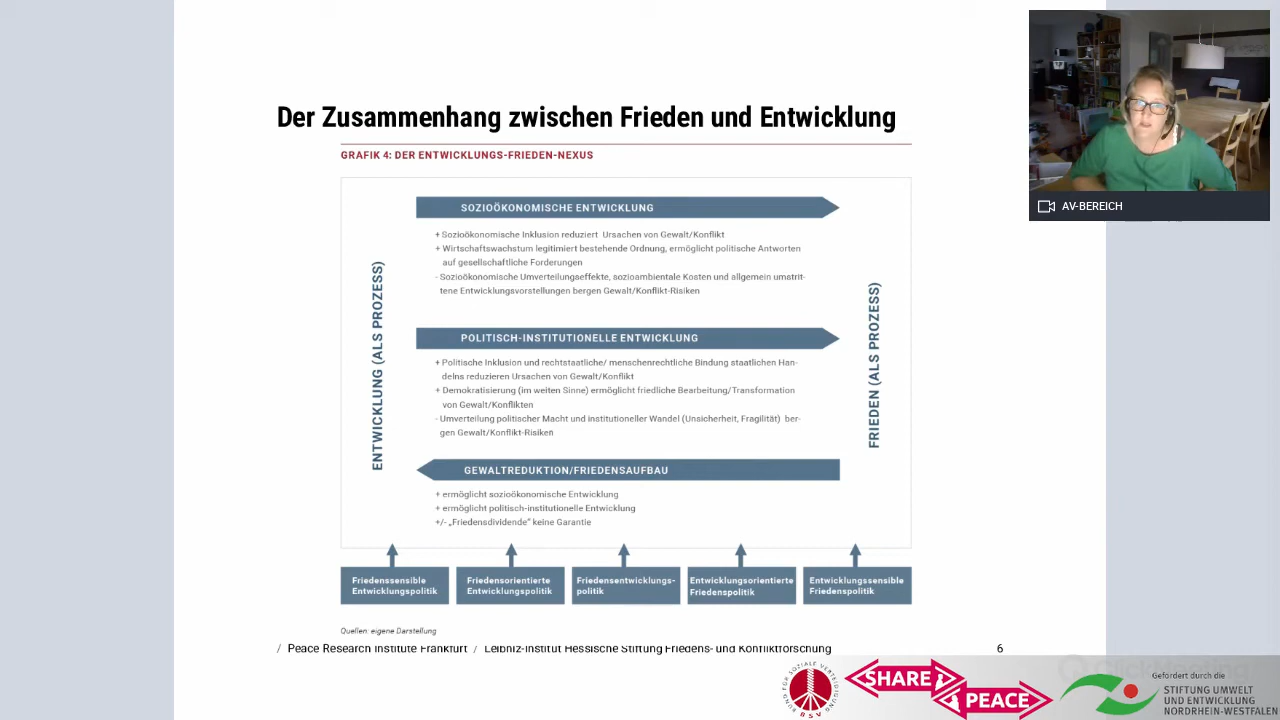 Der Zusammenhang zwischen Frieden und Entwicklung
GRAFIK 4: DER ENTWICKLUNGS-FRIEDEN-NEXUS
ENTWICKLUNG (ALS PROZESS)
SOZIOÖKONOMISCHE ENTWICKLUNG
+ Sozioökonomische Inklusion reduziert Ursachen von Gewalt/Konflikt
+ Wirtschaftswachstum legitimiert bestehende Ordnung, ermöglicht politische Antworten
auf gesellschaftliche Forderungen
- Sozioökonomische Umverteilungseffekte, sozioambientale Kosten und allgemein umstrit-
tene Entwicklungsvorstellungen bergen Gewalt/Konflikt-Risiken
POLITISCH-INSTITUTIONELLE ENTWICKLUNG
+ Politische Inklusion und rechtstaatliche/ menschenrechtliche Bindung staatlichen Han-
delns reduzieren Ursachen von Gewalt/Konflikt
+ Demokratisierung (im weiten Sinne) ermöglicht friedliche Bearbeitung/Transformation
von Gewalt/Konflikten
- Umverteilung politischer Macht und institutioneller Wandel (Unsicherheit, Fragilität) ber-
gen Gewalt/Konflikt-Risiken
GEWALTREDUKTION/FRIEDENSAUFBAU
+ ermöglicht sozioökonomische Entwicklung
+ ermöglicht politisch-institutionelle Entwicklung
+/- „Friedensdividende“ keine Garantie
FRIEDEN (ALS PROZESS)
Friedenssensible
Entwicklungspolitik
Friedensorientierte
Entwicklungspolitik
Friedensentwicklungs-
politik
Entwicklungsorientierte
Friedenspolitik
Entwicklungssensible
Friedenspolitik
Quellen: eigene Darstellung
/ Peace Research Institute Frankfurt / Leibniz-Institut Hessische Stiftung Friedens- und Konfliktforschung
6
AV-BEREICH
BUND FÜR SOZIALE VERTEIDIGUNG
BSV
SHARE
PEACE
ClickMeeting
Gefördert durch die
STIFTUNG UMWELT
UND ENTWICKLUNG
NORDRHEIN-WESTFALEN